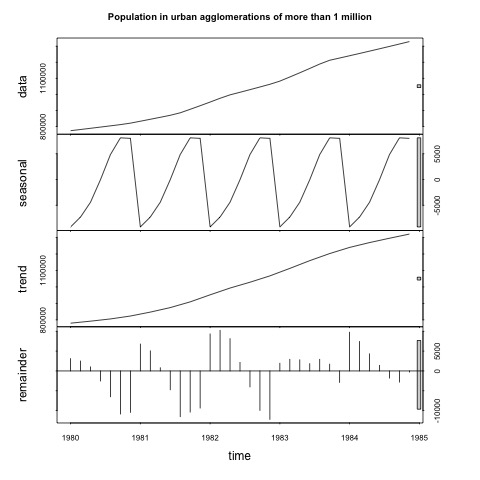 Population in urban agglomerations of more than 1 million
data
800000
1100000
seasonal
-5000
0
5000
trend
800000
1100000
remainder
-10000
0
5000
1980
1981
1982
1983
1984
1985
time